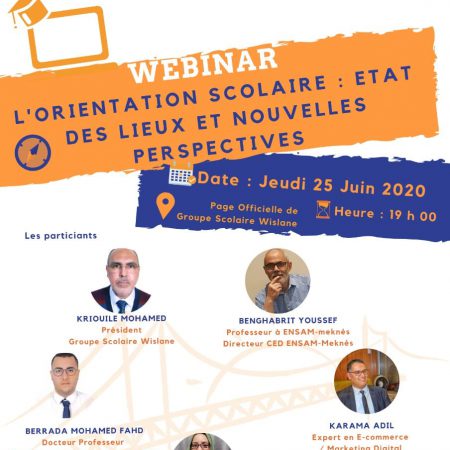 WEBINAR
L'ORIENTATION SCOLAIRE : ETAT
DES LIEUX ET NOUVELLES
PERSPECTIVES
Date : Jeudi 25 Juin 2020
Page Officielle de
Groupe Scolaire Wislane
Heure : 19 h 00
Les particiants
KRIOUILE MOHAMED
Président
Groupe Scolaire Wislane
BENGHABRIT YOUSSEF
Professeur à ENSAM-meknès
Directeur CED ENSAM-Meknès
BERRADA MOHAMED FAHD
Docteur Professeur
KARAMA ADIL
Expert en E-commerce
/ Marketing Digital